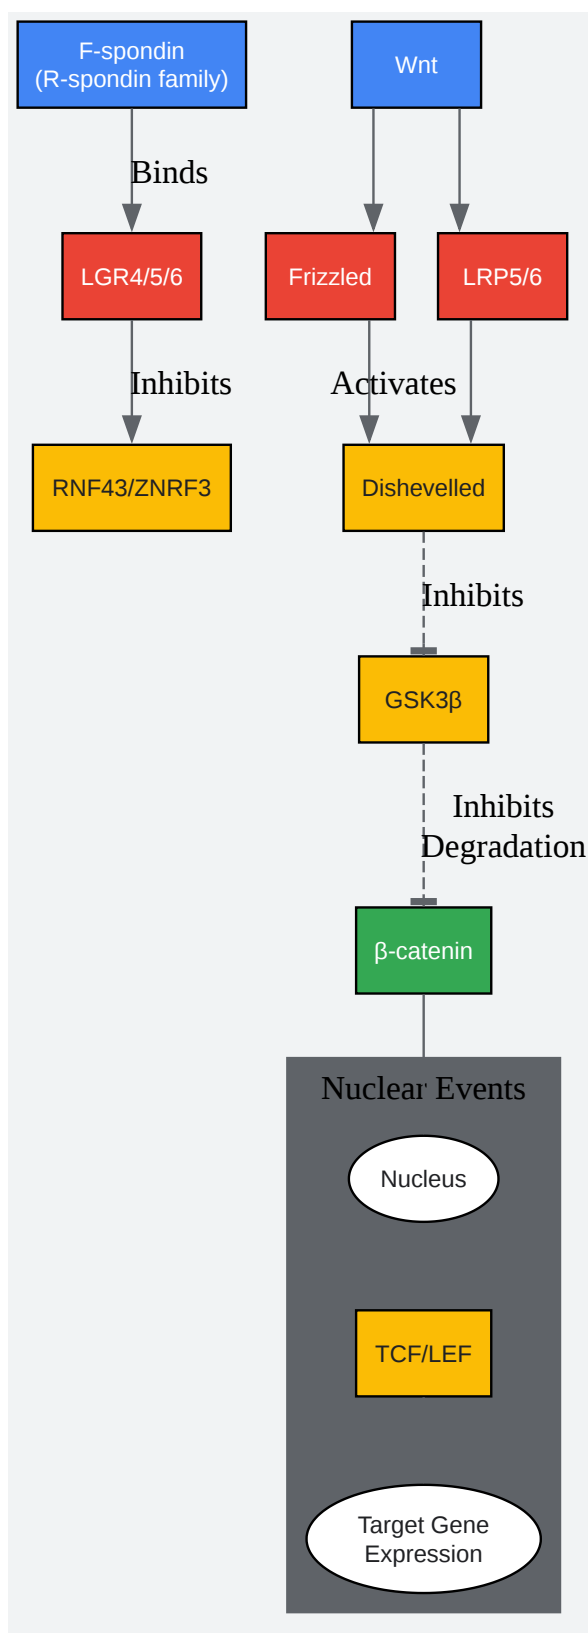 F-spondin
(R-spondin family)
Wnt
Binds
LGR4/5/6
Frizzled
LRP5/6
Inhibits
Activates
RNF43/ZNRF3
Dishevelled
Inhibits
GSK3β
Inhibits
Degradation
β-catenin
Nuclear Events
Nucleus
TCF/LEF
Target Gene
Expression